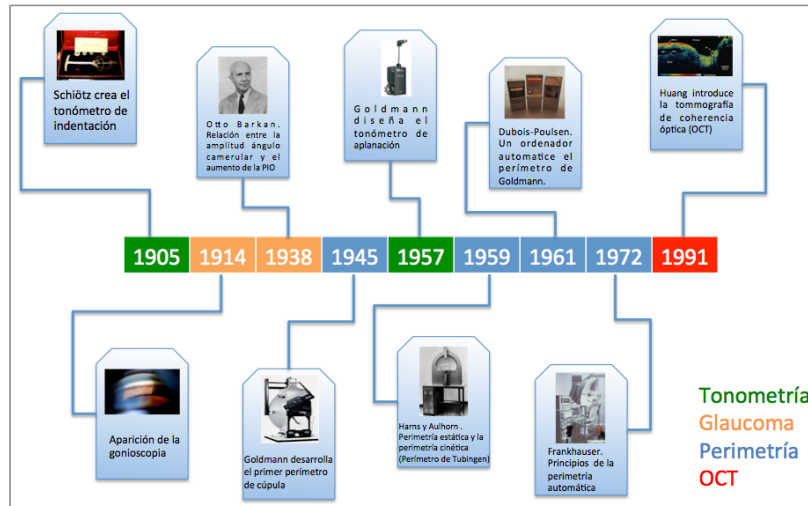 Schiötz crea el
tonómetro de
indentación
Otto Barkan.
Relación entre la
amplitud ángulo
camerular y el
aumento de la PIO
Goldmann
diseña el
tonómetro de
aplanación
Dubois-Poulsen.
Un ordenador
automatice el
perímetro de
Goldmann.
Huang introduce la
tommografía
de coherencia
óptica (OCT)
1905 1914 1938 1945 1957 1959 1961 1972 1991
Aparición de la
gonioscopia
Goldmann desarrolla
el primer perímetro
de cúpula
Harns y Aulhorn .
Perimetría estática y la
perimetría cinética
(Perímetro de Tubingen)
Frankhauser.
Principios de la
perimetría
automática
Tonometría
Glaucoma
Perimetría
OCT